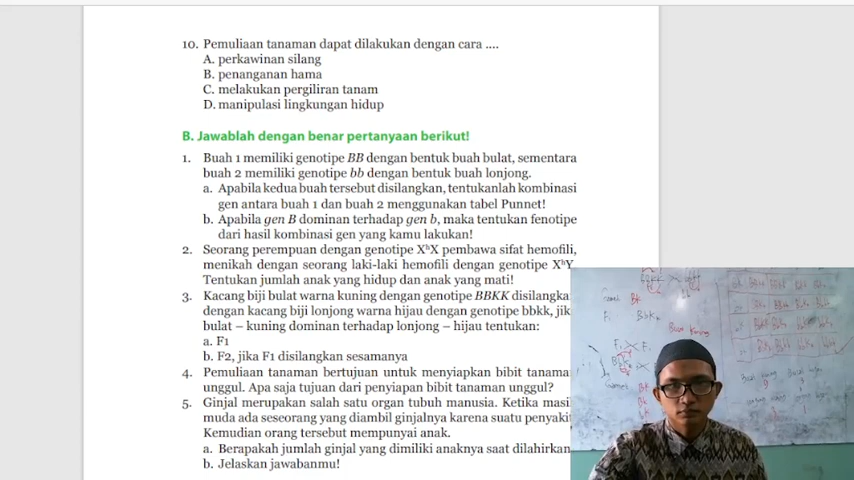 10. Pemuliaan tanaman dapat dilakukan dengan cara ....
A. perkawinan silang
B. penanganan hama
C. melakukan pergiliran tanam
D. manipulasi lingkungan hidup
B. Jawablah dengan benar pertanyaan berikut!
1. Buah 1 memiliki genotipe BB dengan bentuk buah bulat, sementara
buah 2 memiliki genotipe bb dengan bentuk buah lonjong.
a. Apabila kedua buah tersebut disilangkan, tentukanlah kombinasi
gen antara buah 1 dan buah 2 menggunakan tabel Punnet!
b. Apabila gen B dominan terhadap gen b, maka tentukan fenotipe
dari hasil kombinasi gen yang kamu lakukan!
2. Seorang perempuan dengan genotipe XʰX pembawa sifat hemofili,
menikah dengan seorang laki-laki hemofili dengan genotipe XʰY
Tentukan jumlah anak yang hidup dan anak yang mati!
3. Kacang biji bulat warna kuning dengan genotipe BBKK disilangka
dengan kacang biji lonjong warna hijau dengan genotipe bbkk, jik
bulat – kuning dominan terhadap lonjong – hijau tentukan:
a. F1
b. F2, jika F1 disilangkan sesamanya
4. Pemuliaan tanaman bertujuan untuk menyiapkan bibit tanama
unggul. Apa saja tujuan dari penyiapan bibit tanaman unggul?
5. Ginjal merupakan salah satu organ tubuh manusia. Ketika masi
muda ada seseorang yang diambil ginjalnya karena suatu penyakit
Kemudian orang tersebut mempunyai anak.
a. Berapakah jumlah ginjal yang dimiliki anaknya saat dilahirkan
b. Jelaskan jawabanmu!